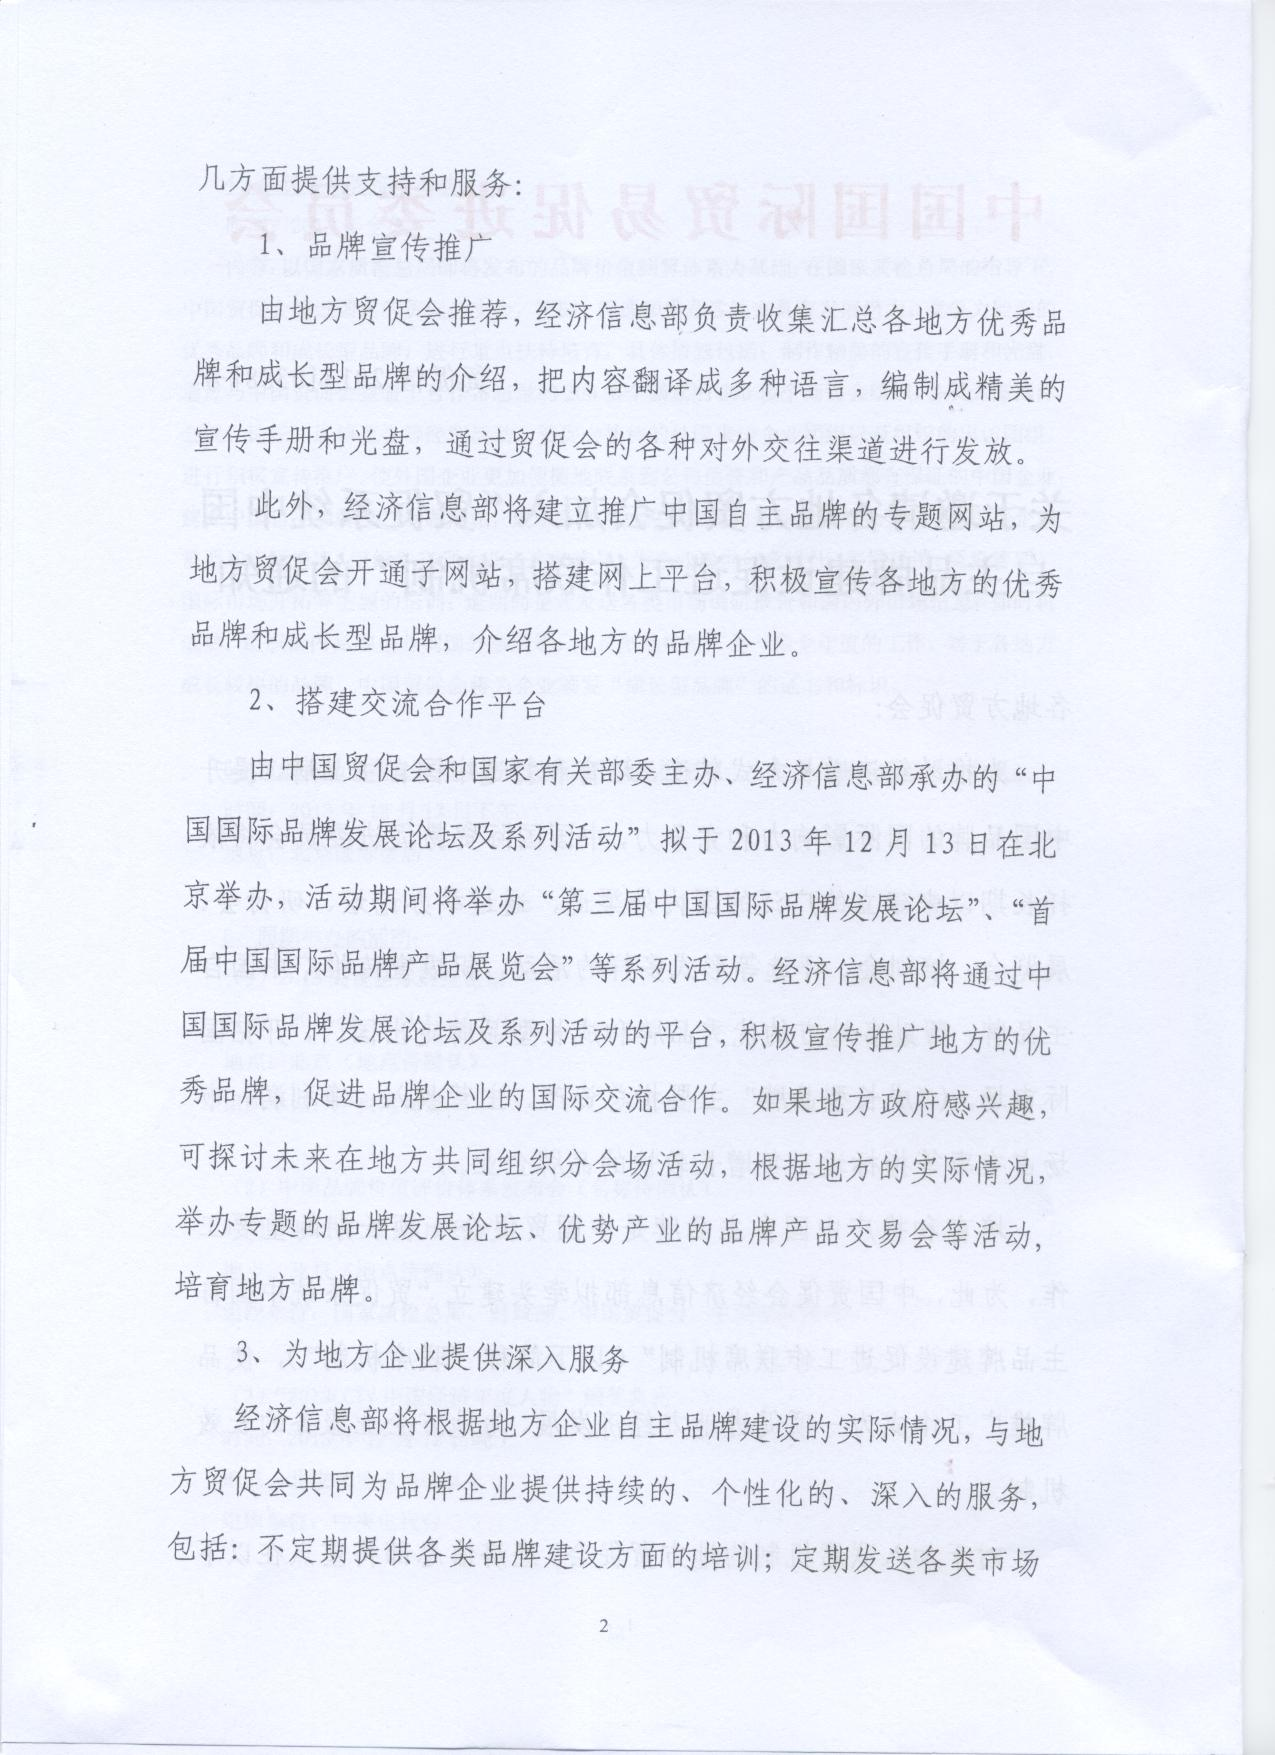 几方面提供支持和服务：
1、品牌宣传推广
由地方贸促会推荐，经济信息部负责收集汇总各地方优秀品
牌和成长型品牌的介绍，把内容翻译成多种语言，编制成精美的
宣传手册和光盘，通过贸促会的各种对外交往渠道进行发放。
此外，经济信息部将建立推广中国自主品牌的专题网站，为
地方贸促会开通子网站，搭建网上平台，积极宣传各地方的优秀
品牌和成长型品牌，介绍各地方的品牌企业。
2、搭建交流合作平台
由中国贸促会和国家有关部委主办、经济信息部承办的“中
国国际品牌发展论坛及系列活动”拟于 2013 年 12 月 13 日在北
京举办，活动期间将举办“第三届中国国际品牌发展论坛”、“首
届中国国际品牌产品展览会”等系列活动。经济信息部将通过中
国国际品牌发展论坛及系列活动的平台，积极宣传推广地方的优
秀品牌，促进品牌企业的国际交流合作。如果地方政府感兴趣，
可探讨未来在地方共同组织分会场活动，根据地方的实际情况，
举办专题的品牌发展论坛、优势产业的品牌产品交易会等活动，
培育地方品牌。
3、为地方企业提供深入服务
经济信息部将根据地方企业自主品牌建设的实际情况，与地
方贸促会共同为品牌企业提供持续的、个性化的、深入的服务，
包括：不定期提供各类品牌建设方面的培训；定期发送各类市场
2